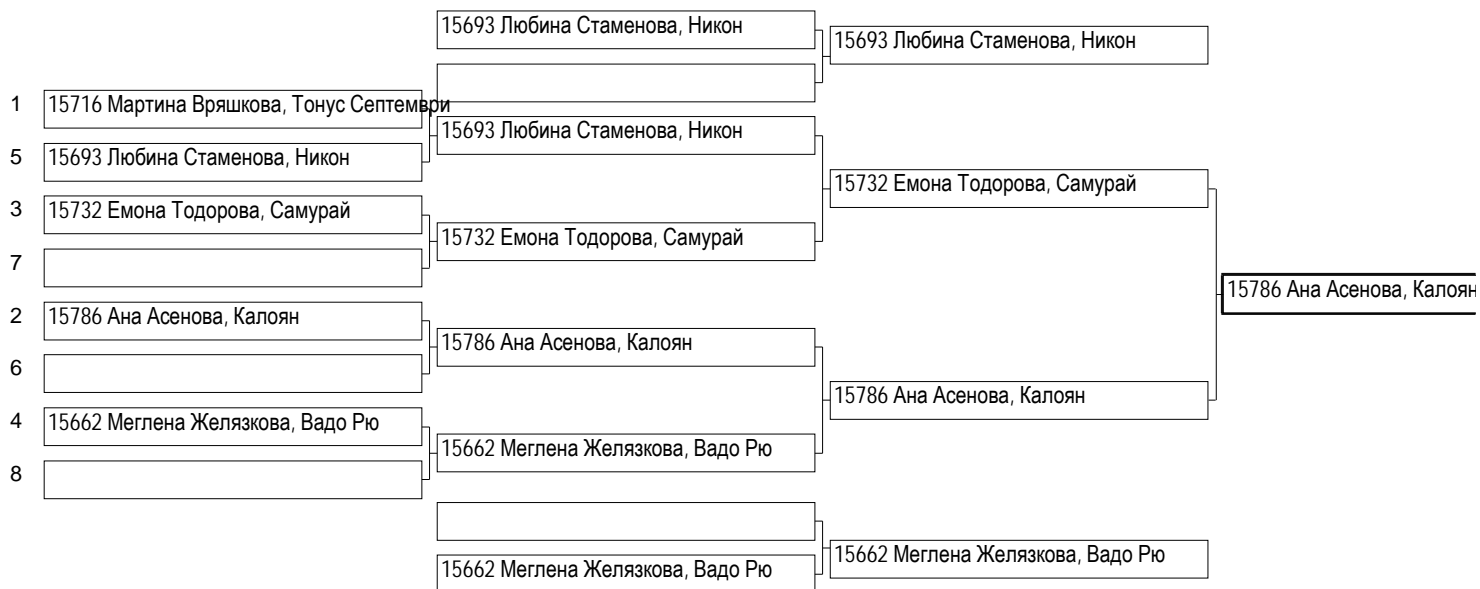 15693 Любина Стаменова, Никон
15693 Любина Стаменова, Никон
1 15716 Мартина Вряшкова, Тонус Септември
15693 Любина Стаменова, Никон
5 15693 Любина Стаменова, Никон
15732 Емона Тодорова, Самурай
3 15732 Емона Тодорова, Самурай
15732 Емона Тодорова, Самурай
7
15786 Ана Асенова, Калоян
2 15786 Ана Асенова, Калоян
15786 Ана Асенова, Калоян
6
15786 Ана Асенова, Калоян
4 15662 Меглена Желязкова, Вадо Рю
15662 Меглена Желязкова, Вадо Рю
8
15662 Меглена Желязкова, Вадо Рю
15662 Меглена Желязкова, Вадо Рю